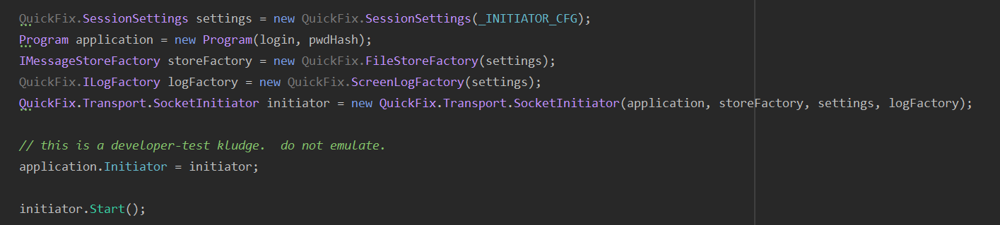 QuickFix.SessionSettings settings = new QuickFix.SessionSettings(_INITIATOR_CFG);
Program application = new Program(login, pwdHash);
IMessageStoreFactory storeFactory = new QuickFix.FileStoreFactory(settings);
QuickFix.ILogFactory logFactory = new QuickFix.ScreenLogFactory(settings);
QuickFix.Transport.SocketInitiator initiator = new QuickFix.Transport.SocketInitiator(application, storeFactory, settings, logFactory);
// this is a developer-test kludge.  do not emulate.
application.Initiator = initiator;
initiator.Start();